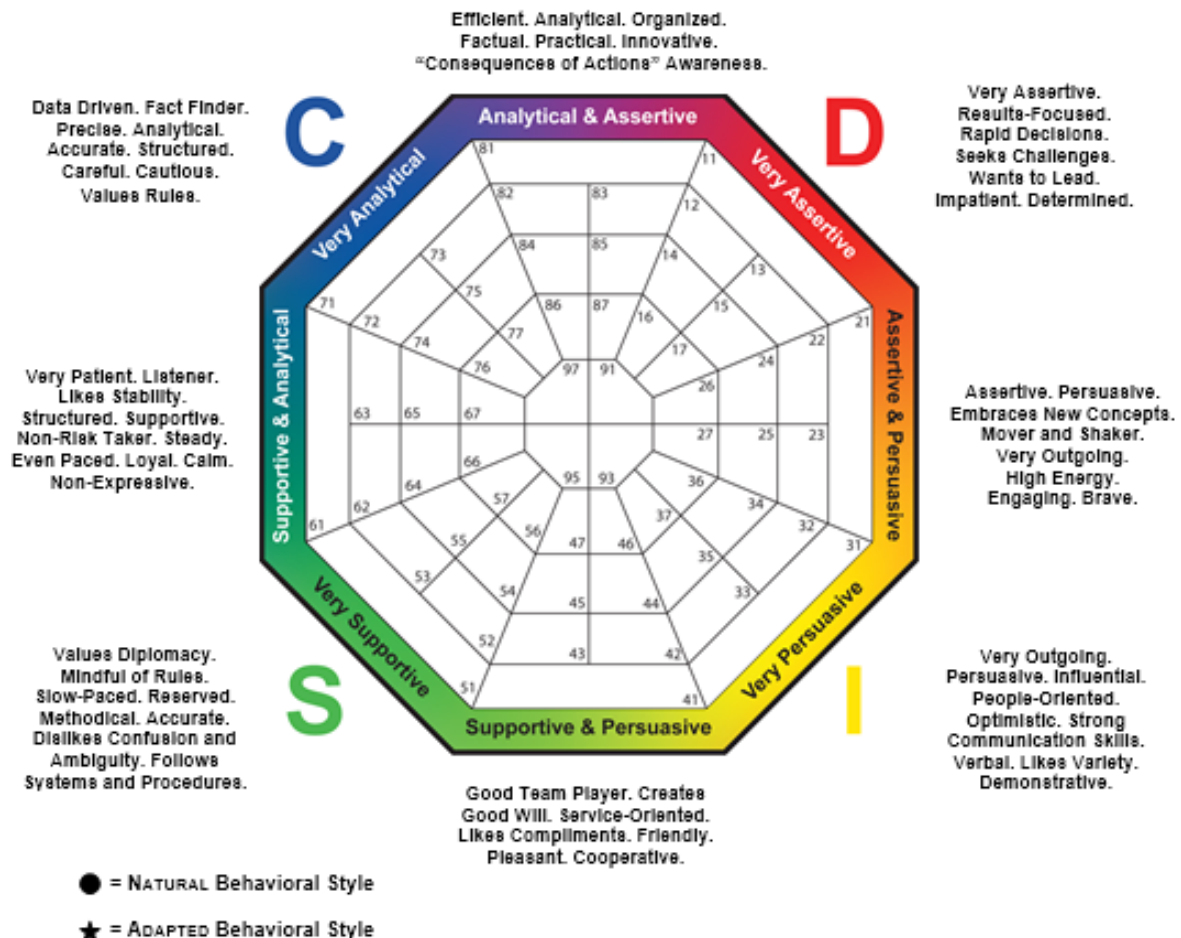 Efficient. Analytical. Organized.
Factual. Practical. Innovative.
“Consequences of Actions” Awareness.
Data Driven. Fact Finder.
Precise. Analytical.
Accurate. Structured.
Careful. Cautious.
Values Rules.
C
Analytical & Assertive
D
Very Assertive.
Results-Focused.
Rapid Decisions.
Seeks Challenges.
Wants to Lead.
Impatient. Determined.
Very Analytical
Very Assertive
81
11
82
83
12
84
85
14
73
13
75
15
86
87
16
71
72
77
17
22
21
74
24
76
97
91
26
Very Patient. Listener.
Likes Stability.
Structured. Supportive.
Non-Risk Taker. Steady.
Even Paced. Loyal. Calm.
Non-Expressive.
Supportive & Analytical
Assertive & Persuasive
Assertive. Persuasive.
Embraces New Concepts.
Mover and Shaker.
Very Outgoing.
High Energy.
Engaging. Brave.
63
65
67
27
25
23
66
95
93
36
64
57
37
34
62
61
56
47
46
32
31
55
35
53
33
54
45
44
52
43
42
51
41
Very Supportive
Very Persuasive
Values Diplomacy.
Mindful of Rules.
Slow-Paced. Reserved.
Methodical. Accurate.
Dislikes Confusion and
Ambiguity. Follows
Systems and Procedures.
S
Supportive & Persuasive
I
Very Outgoing.
Persuasive. Influential.
People-Oriented.
Optimistic. Strong
Communication Skills.
Verbal. Likes Variety.
Demonstrative.
Good Team Player. Creates
Good Will. Service-Oriented.
Likes Compliments. Friendly.
Pleasant. Cooperative.
= NATURAL Behavioral Style
= ADAPTED Behavioral Style